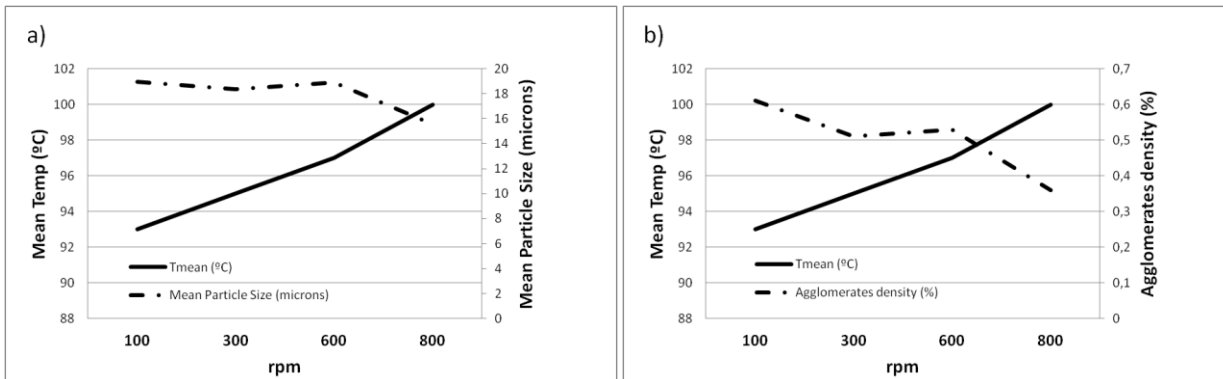 a)
Mean Temp (ºC)
102
100
98
96
94
92
90
88
20
18
16
14
12
10
8
6
4
2
0
Mean Particle Size (microns)
Tmean (ºC)
Mean Particle Size (microns)
100 300 600 800
rpm
b)
Mean Temp (ºC)
102
100
98
96
94
92
90
88
0,7
0,6
0,5
0,4
0,3
0,2
0,1
0
Agglomerates density (%)
Tmean (ºC)
Agglomerates density (%)
100 300 600 800
rpm